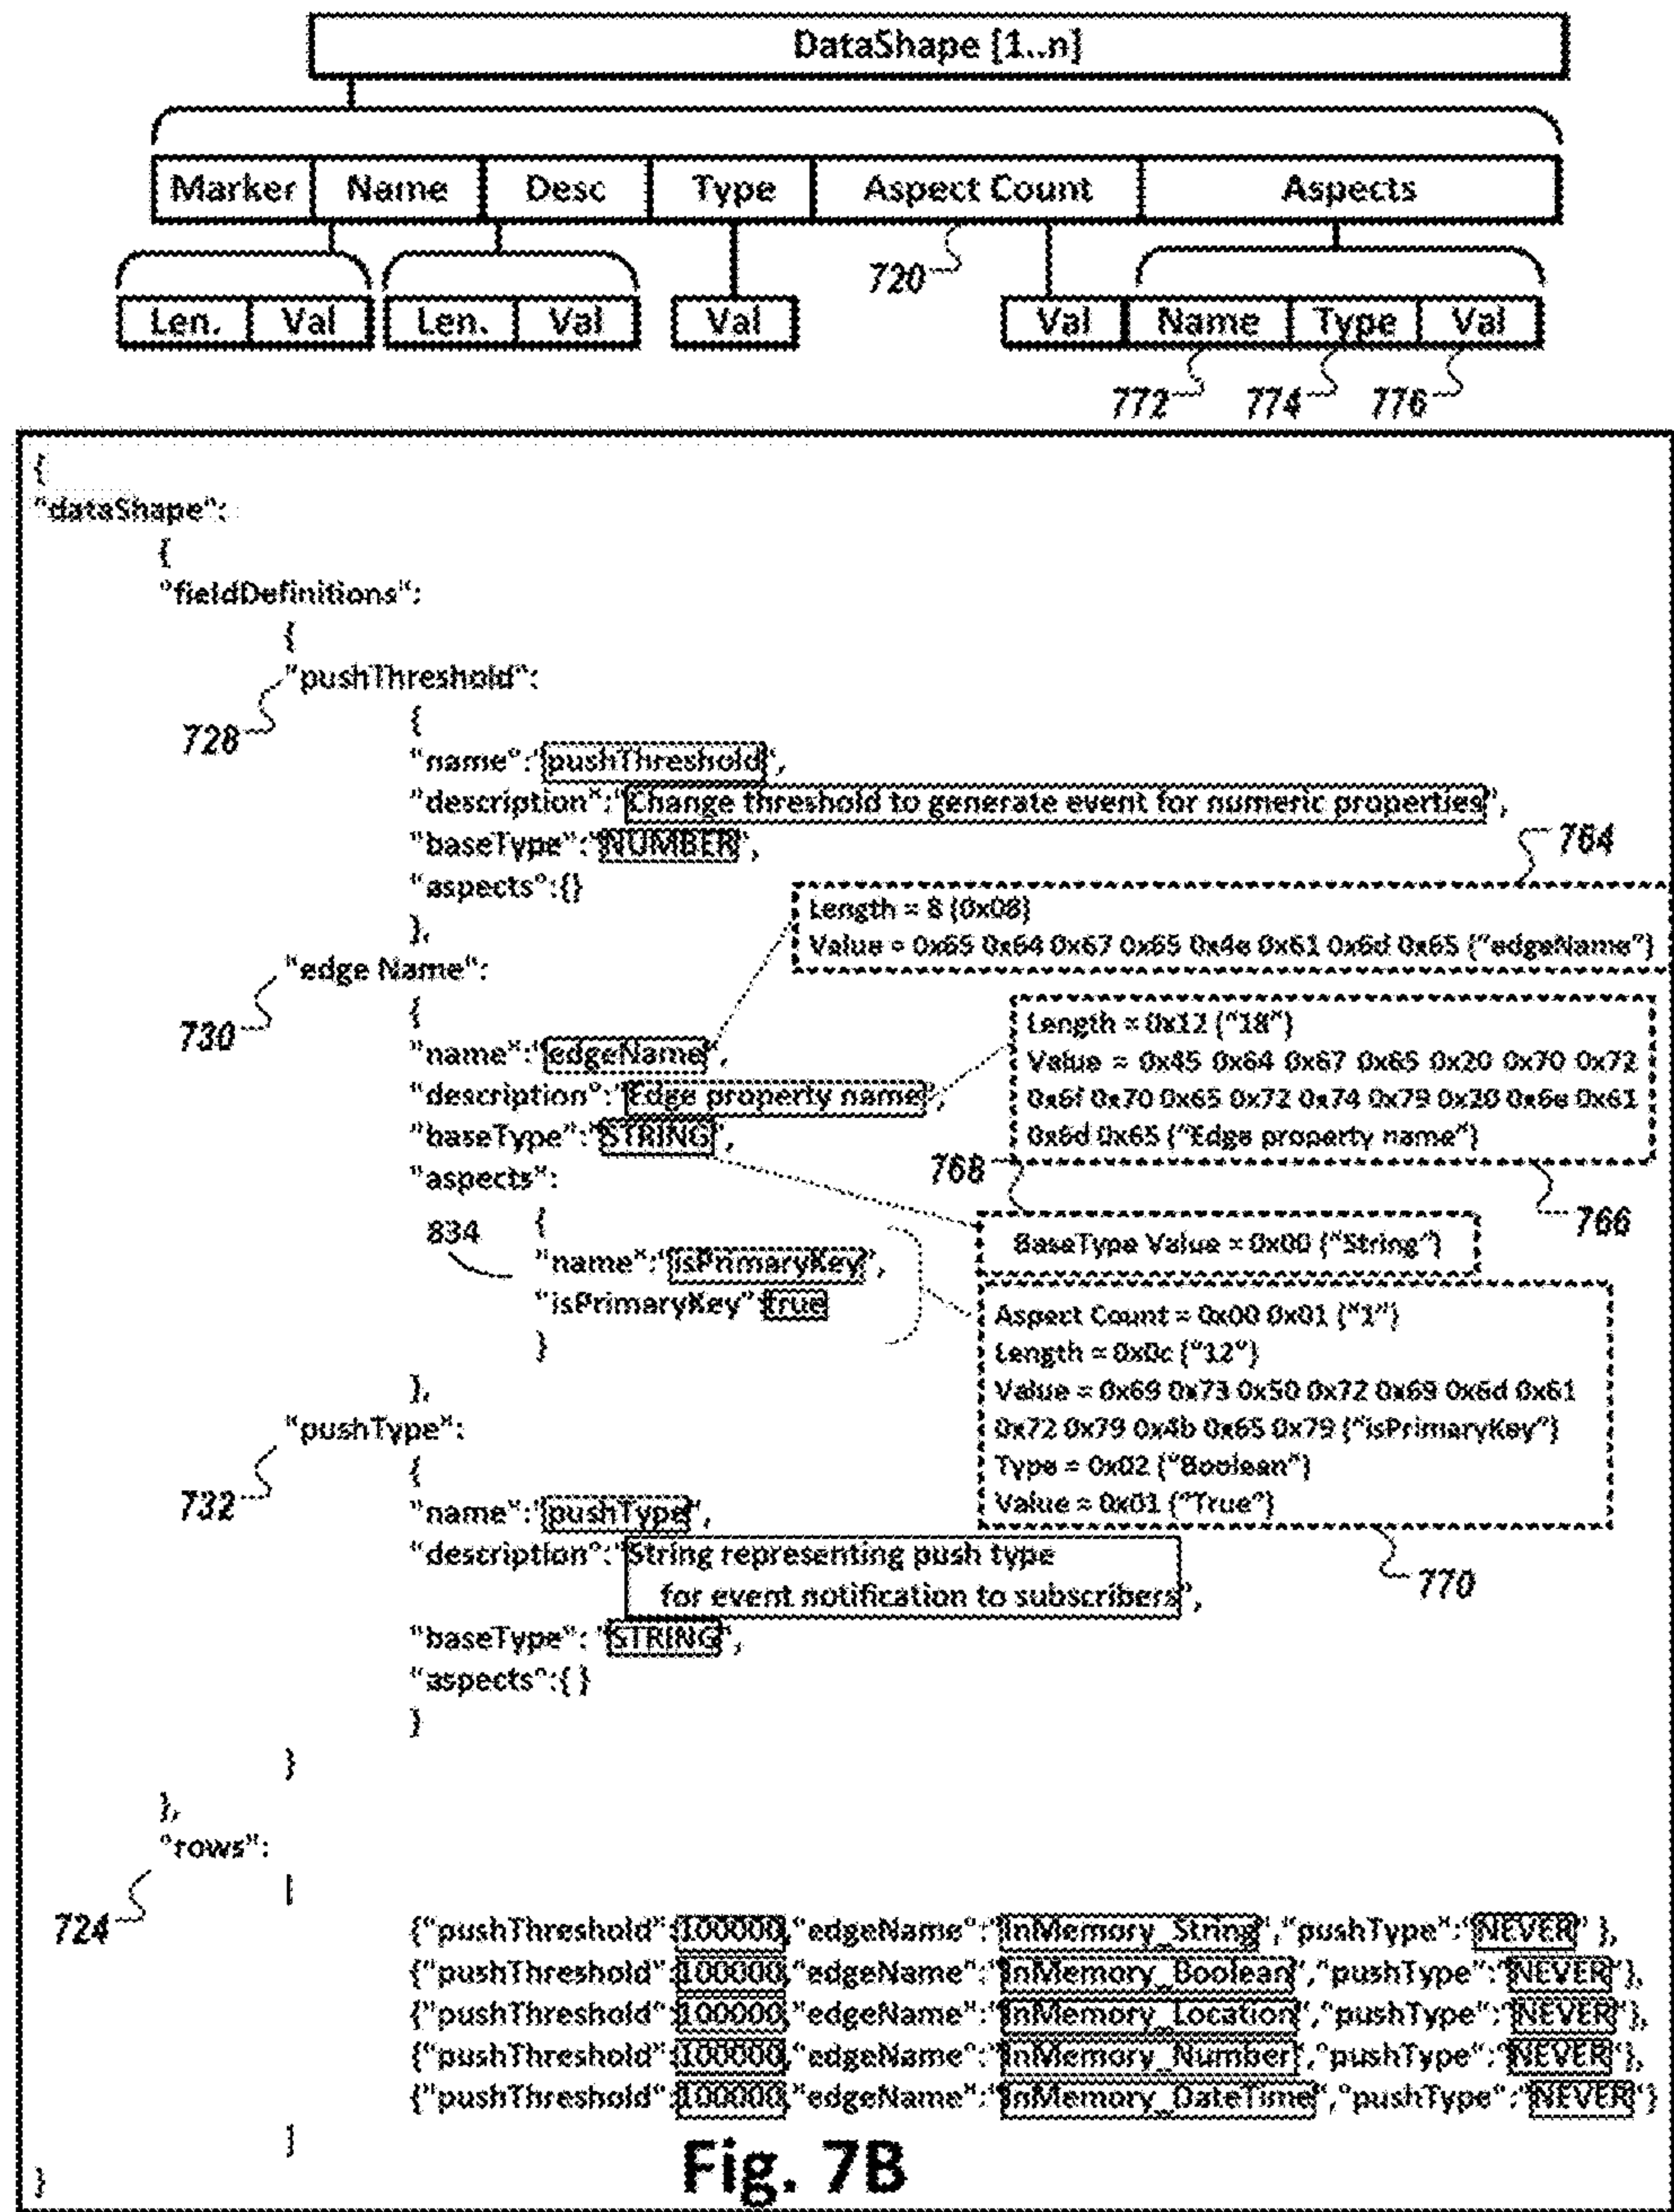 DataShape [1..n]
Marker Name Desc Type Aspect Count Aspects
720
Len. Val Len. Val Val Val Name Type Val
772 774 776
{
"dataShape":
{
"fieldDefinitions":
{
"pushThreshold":
728
{
"name":"pushThreshold",
"description":"Change threshold to generate event for numeric properties",
"baseType":"NUMBER",
764
"aspects":{}
Length = 8 (0x08)
},
Value = 0x65 0x64 0x67 0x65 0x4e 0x61 0x6d 0x65 ("edgeName")
"edge Name":
730
{
Length = 0x12 ("18")
"name":"edgeName",
Value = 0x45 0x64 0x67 0x65 0x20 0x70 0x72
"description":"Edge property name",
0x6f 0x70 0x65 0x72 0x74 0x79 0x20 0x6e 0x61
"baseType":"STRING",
0x6d 0x65 ("Edge property name")
768
"aspects":
766
{
834
BaseType Value = 0x00 ("String")
"name":"isPrimaryKey",
"isPrimaryKey":true
Aspect Count = 0x00 0x01 ("1")
}
Length = 0x0c ("12")
},
Value = 0x69 0x73 0x50 0x72 0x69 0x6d 0x61
"pushType":
0x72 0x79 0x4b 0x65 0x79 ("isPrimaryKey")
{
Type = 0x02 ("Boolean")
732
Value = 0x01 ("True")
"name":"pushType",
"description":"String representing push type
770
for event notification to subscribers",
"baseType": "STRING",
"aspects":{ }
}
}
},
"rows":
724
[
{"pushThreshold":100000,"edgeName":"InMemory_String","pushType":"NEVER" },
{"pushThreshold":100000,"edgeName":"InMemory_Boolean","pushType":"NEVER"},
{"pushThreshold":100000,"edgeName":"InMemory_Location","pushType":"NEVER"},
{"pushThreshold":100000,"edgeName":"InMemory_Number","pushType":"NEVER"},
{"pushThreshold":100000,"edgeName":"InMemory_DateTime","pushType":"NEVER"}
]
Fig. 7B
}